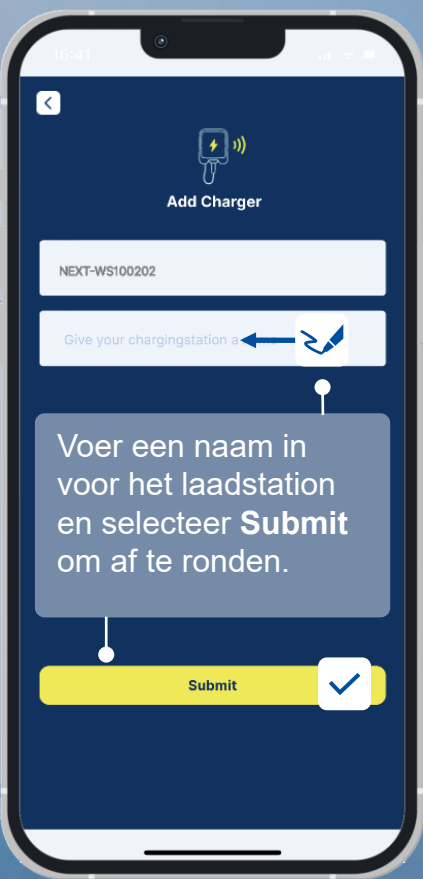 16:41
Add Charger
NEXT-WS100202
Give your chargingstation a
Voer een naam in
voor het laadstation
en selecteer Submit
om af te ronden.
Submit